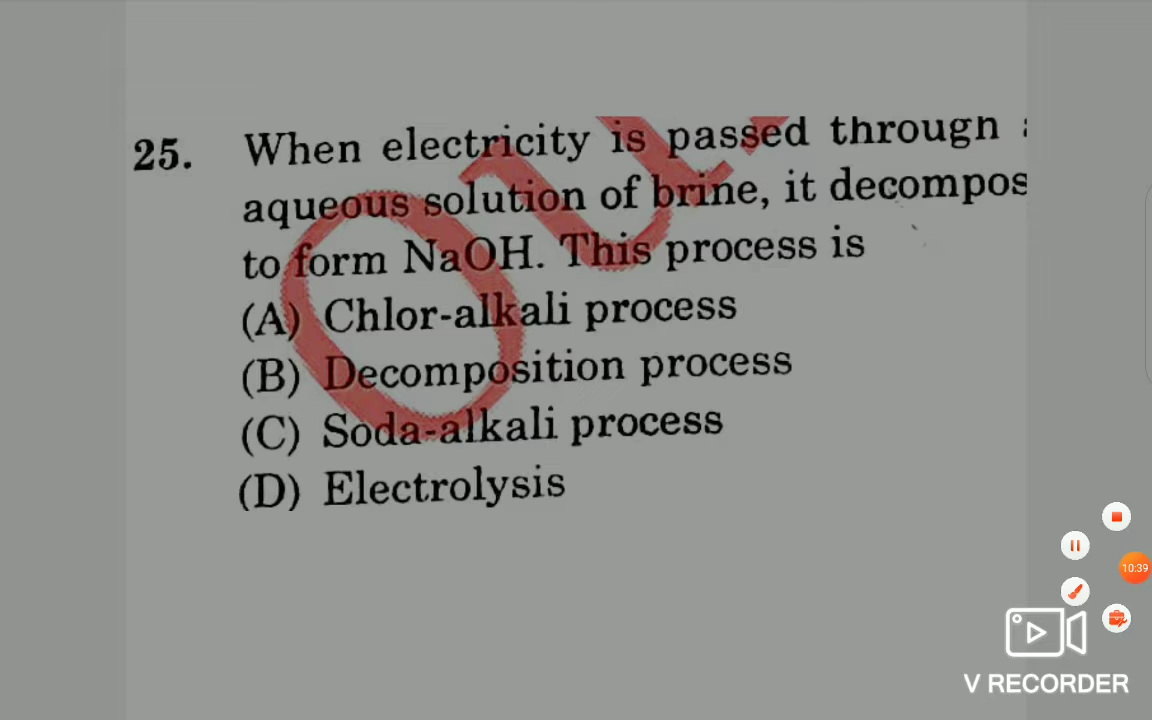 25. When electricity is passed through
aqueous solution of brine, it decompos
to form NaOH. This process is
(A) Chlor-alkali process
(B) Decomposition process
(C) Soda-alkali process
(D) Electrolysis
10:39
V RECORDER